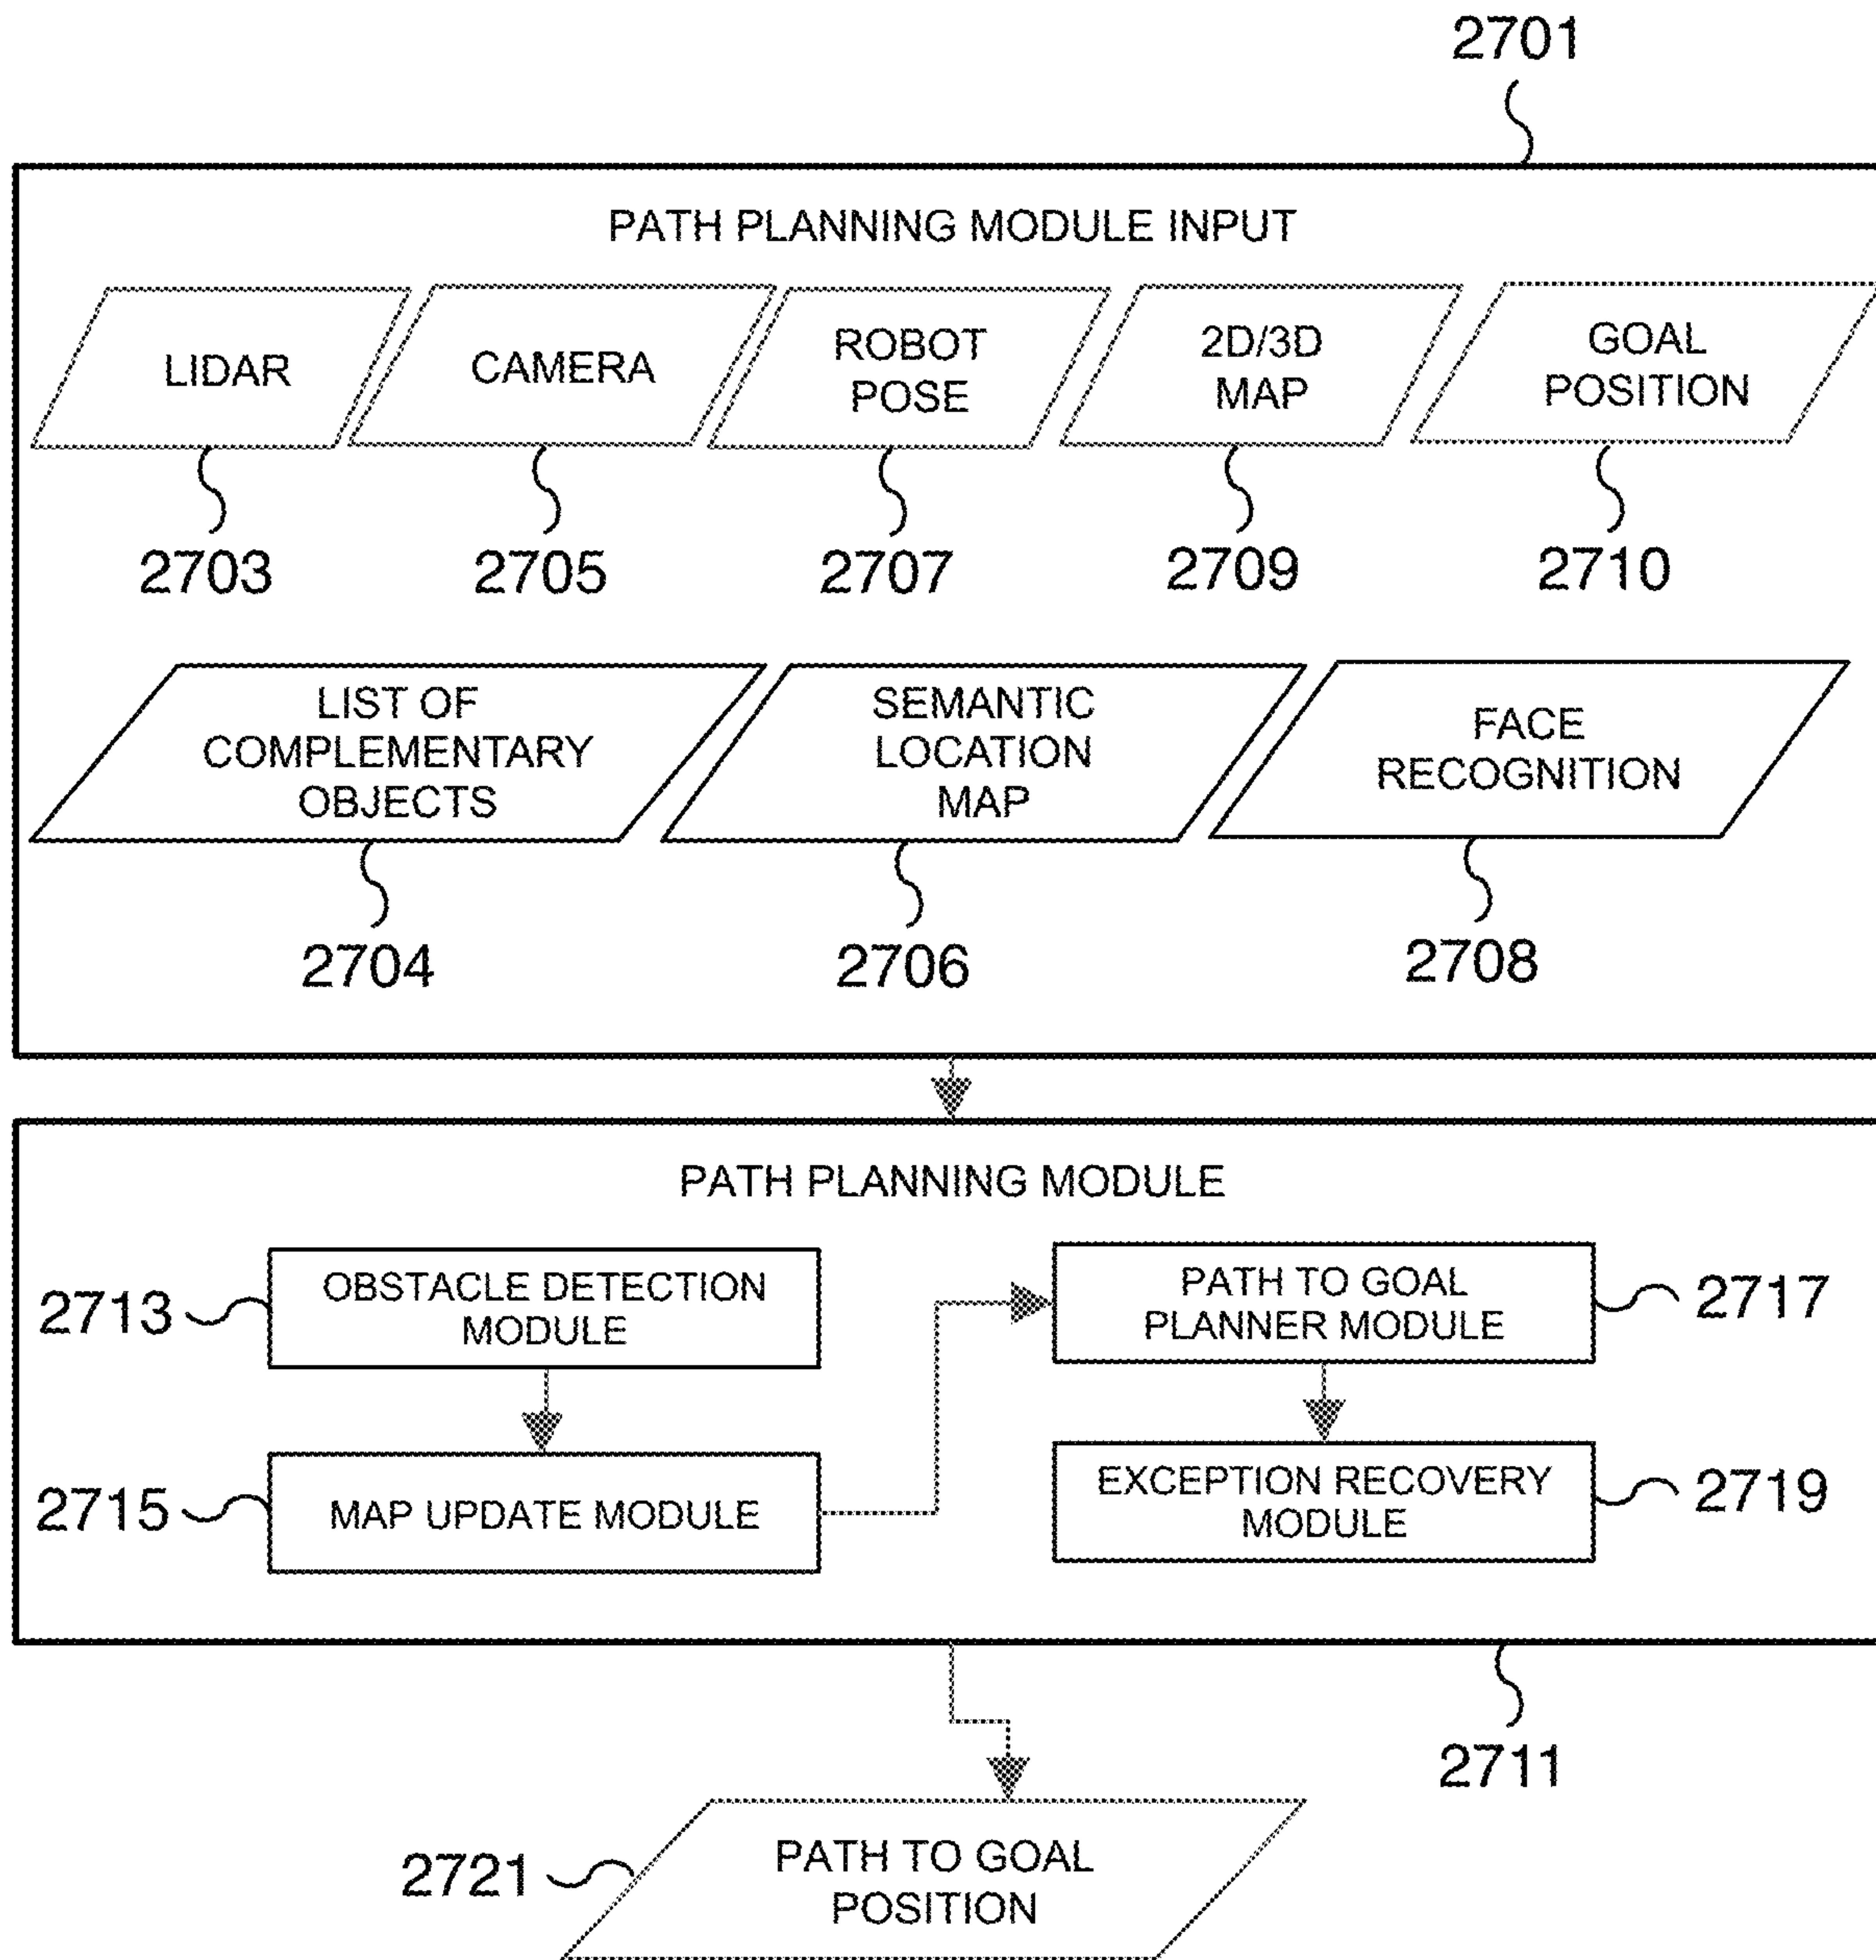 2701
PATH PLANNING MODULE INPUT
LIDAR
CAMERA
ROBOT
POSE
2D/3D
MAP
GOAL
POSITION
2703
2705
2707
2709
2710
LIST OF
COMPLEMENTARY
OBJECTS
SEMANTIC
LOCATION
MAP
FACE
RECOGNITION
2704
2706
2708
PATH PLANNING MODULE
2713
OBSTACLE DETECTION
MODULE
PATH TO GOAL
PLANNER MODULE
2717
2715
MAP UPDATE MODULE
EXCEPTION RECOVERY
MODULE
2719
2711
2721
PATH TO GOAL
POSITION